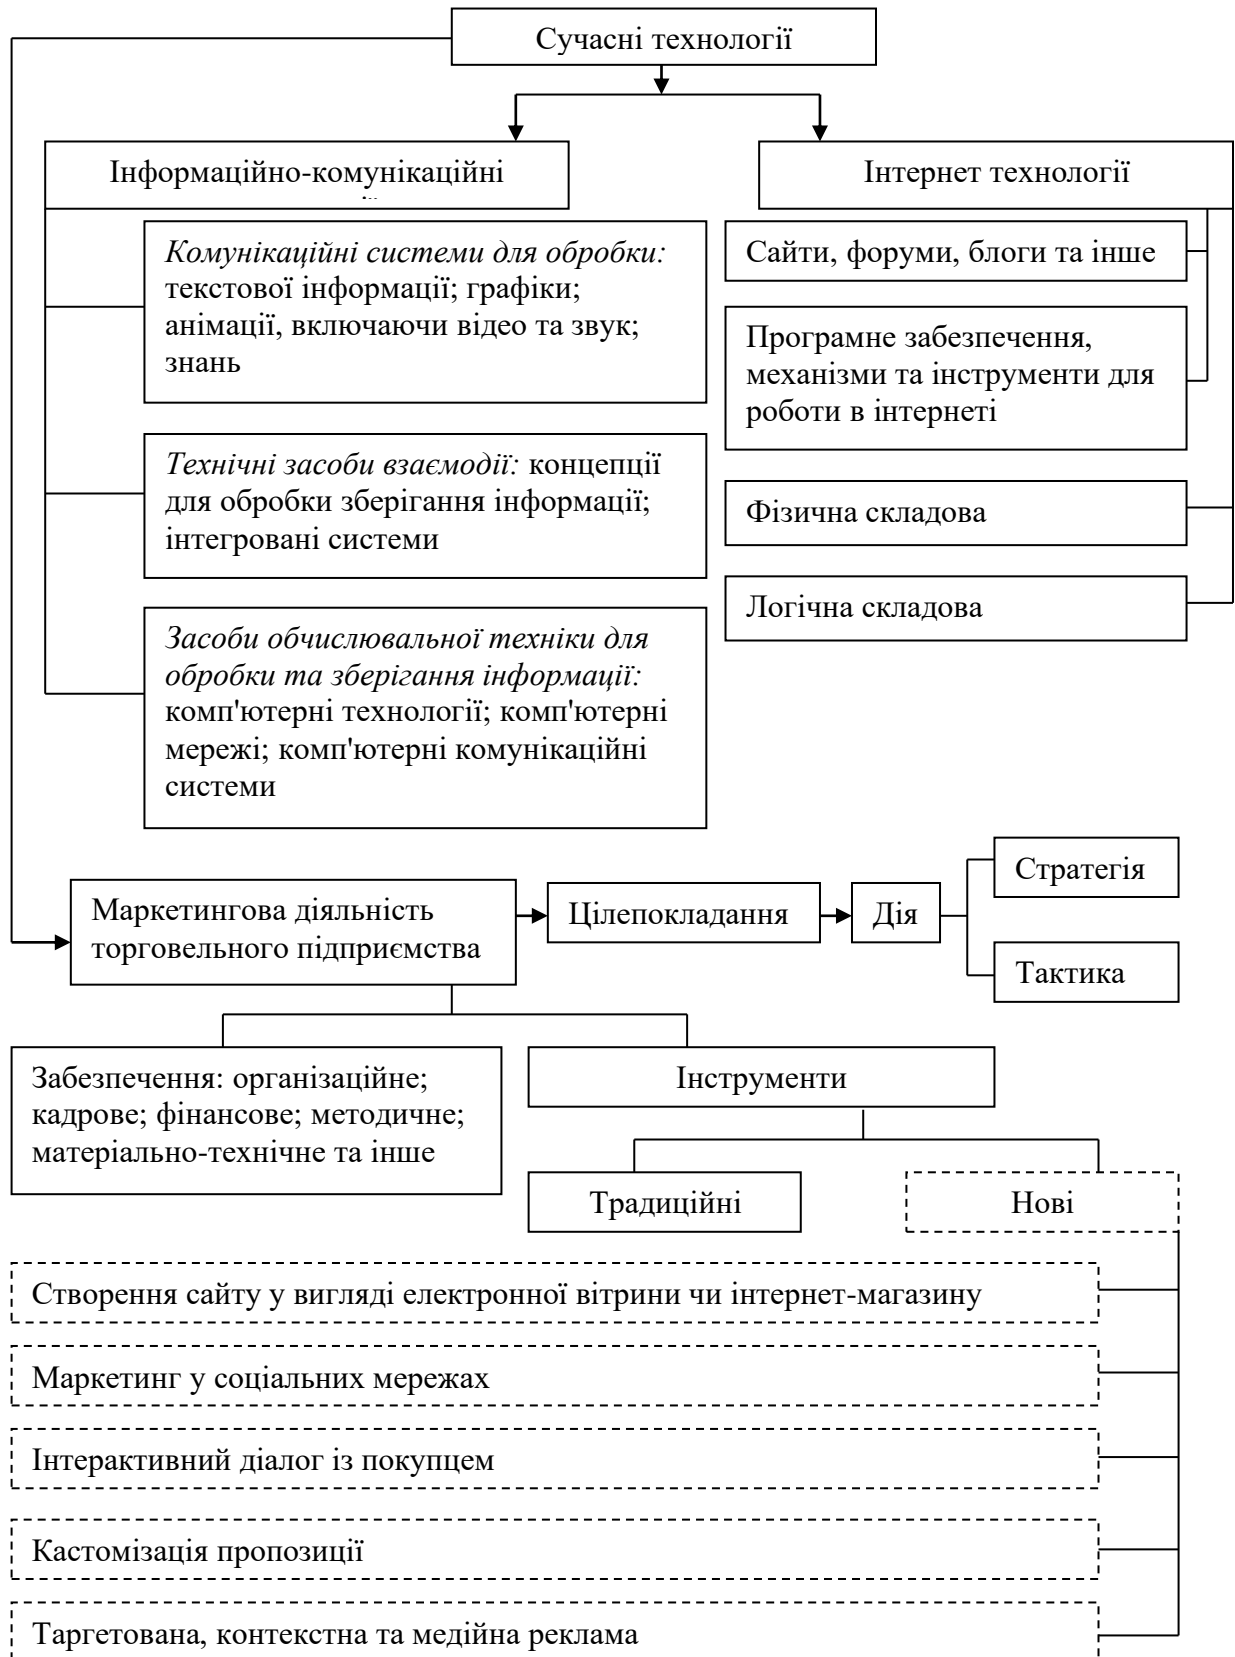 Сучасні технології
Інформаційно-комунікаційні
Інтернет технології
Комунікаційні системи для обробки:
текстової інформації; графіки;
анімації, включаючи відео та звук;
знань
Технічні засоби взаємодії: концепції
для обробки зберігання інформації;
інтегровані системи
Засоби обчислювальної техніки для
обробки та зберігання інформації:
комп'ютерні технології; комп'ютерні
мережі; комп'ютерні комунікаційні
системи
Сайти, форуми, блоги та інше
Програмне забезпечення,
механізми та інструменти для
роботи в інтернеті
Фізична складова
Логічна складова
Маркетингова діяльність
торговельного підприємства
Цілепокладання
Дія
Стратегія
Тактика
Забезпечення: організаційне;
кадрове; фінансове; методичне;
матеріально-технічне та інше
Інструменти
Традиційні
Нові
Створення сайту у вигляді електронної вітрини чи інтернет-магазину
Маркетинг у соціальних мережах
Інтерактивний діалог із покупцем
Кастомізація пропозиції
Таргетована, контекстна та медійна реклама